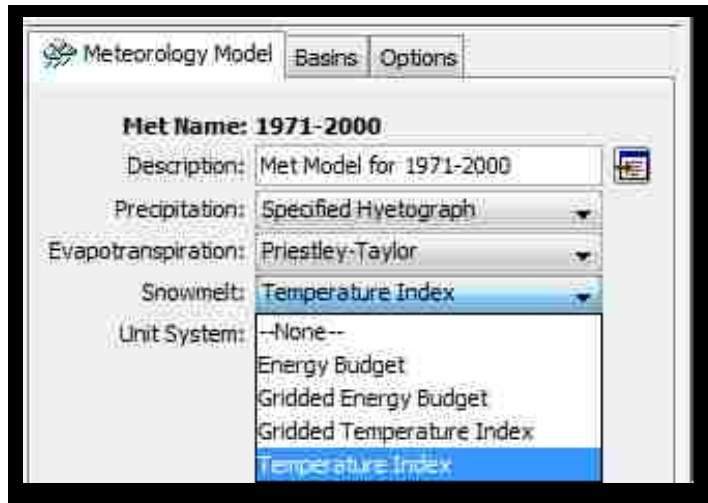 Meteorology Model Basins Options
Met Name: 1971-2000
Description: Met Model for 1971-2000
Precipitation: Specified Hyetograph
Evapotranspiration: Priestley-Taylor
Snowmelt: Temperature Index
Unit System: --None--
Energy Budget
Gridded Energy Budget
Gridded Temperature Index
Temperature Index